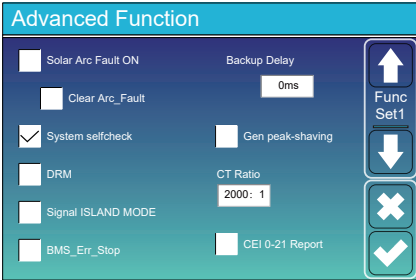 Advanced Function
Solar Arc Fault ON
Backup Delay
0ms
Clear Arc_Fault
Func
Set1
System selfcheck
Gen peak-shaving
DRM
CT Ratio
2000: 1
Signal ISLAND MODE
BMS_Err_Stop
CEI 0-21 Report